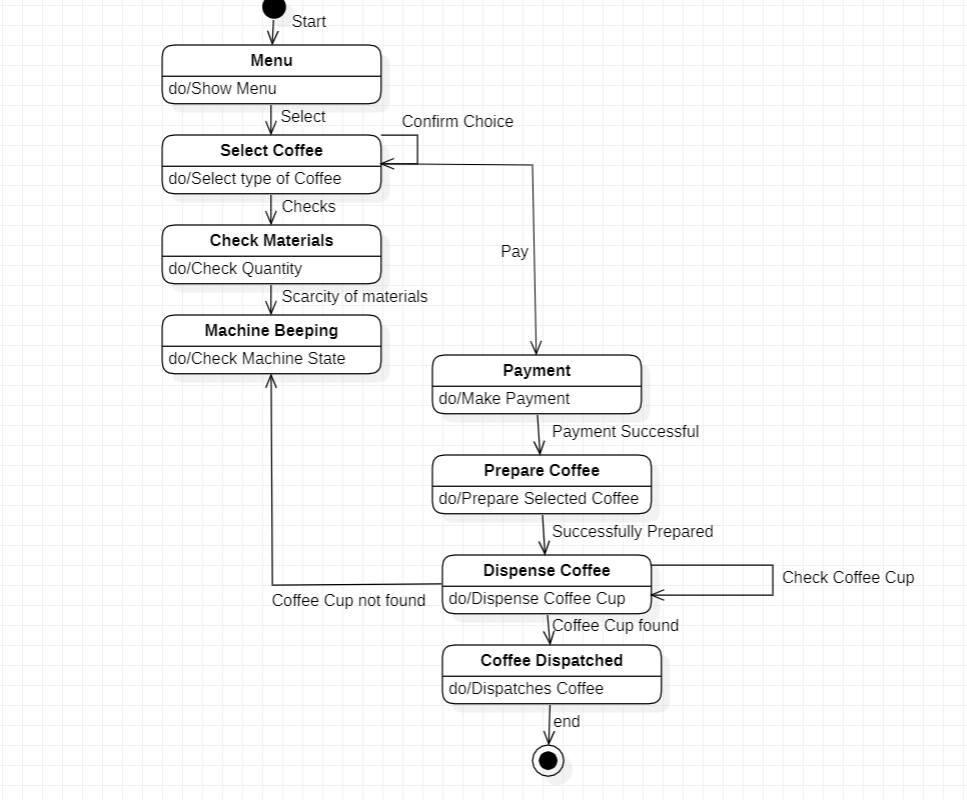 Start
Menu
do/Show Menu
Select
Confirm Choice
Select Coffee
do/Select type of Coffee
Checks
Check Materials
do/Check Quantity
Pay
Scarcity of materials
Machine Beeping
do/Check Machine State
Payment
do/Make Payment
Payment Successful
Prepare Coffee
do/Prepare Selected Coffee
Successfully Prepared
Dispense Coffee
do/Dispense Coffee Cup
Check Coffee Cup
Coffee Cup not found
Coffee Cup found
Coffee Dispatched
do/Dispatches Coffee
end